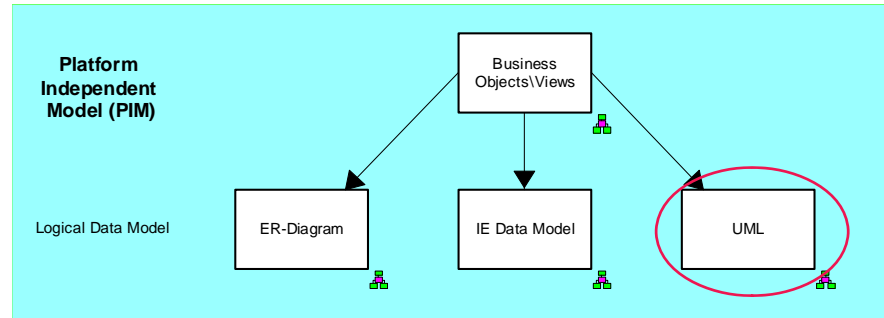 Platform
Independent
Model (PIM)
Business
Objects\Views
Logical Data Model
ER-Diagram
IE Data Model
UML